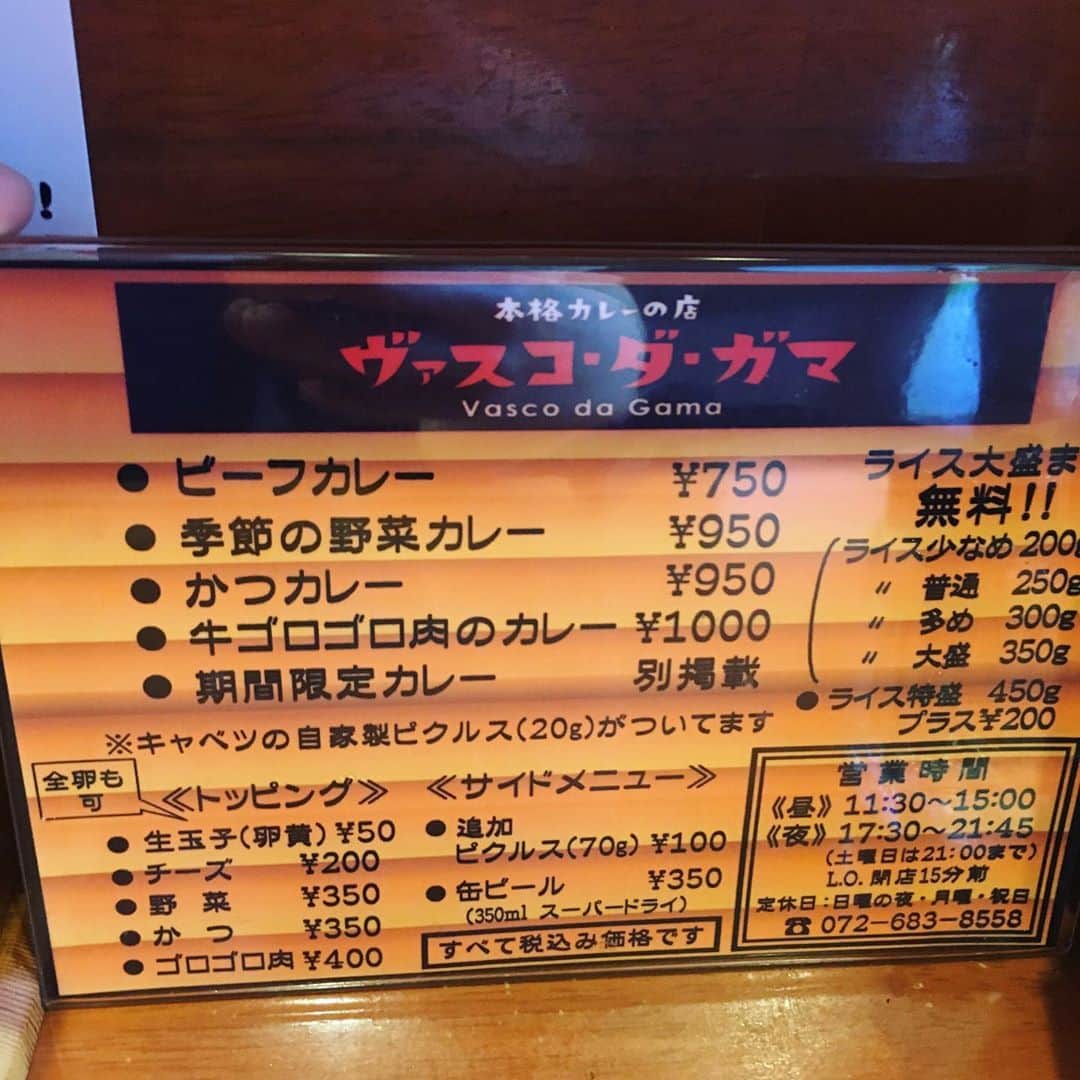 !
本格カレーの店
ヴァスコ・ダ・ガマ
Vasco da Gama
● ビーフカレー ¥750
● 季節の野菜カレー ¥950
● かつカレー ¥950
● 牛ゴロゴロ肉のカレー ¥1000
● 期間限定カレー 別掲載
※キャベツの自家製ピクルス(20g)がついてます
ライス大盛ま
無料!!
ライス少なめ 200g
〃 普通 250g
〃 多め 300g
〃 大盛 350g
● ライス特盛 450g
プラス¥200
全卵も
可
≪トッピング≫
● 生玉子(卵黄) ¥50
● チーズ ¥200
● 野菜 ¥350
● かつ ¥350
● ゴロゴロ肉 ¥400
≪サイドメニュー≫
● 追加
ピクルス(70g) ¥100
● 缶ビール ¥350
(350ml スーパードライ)
すべて税込み価格です
営業時間
《昼》11:30〜15:00
《夜》17:30〜21:45
(土曜日は21:00まで)
L.O.閉店15分前
定休日:日曜の夜・月曜・祝日
☎ 072-683-8558